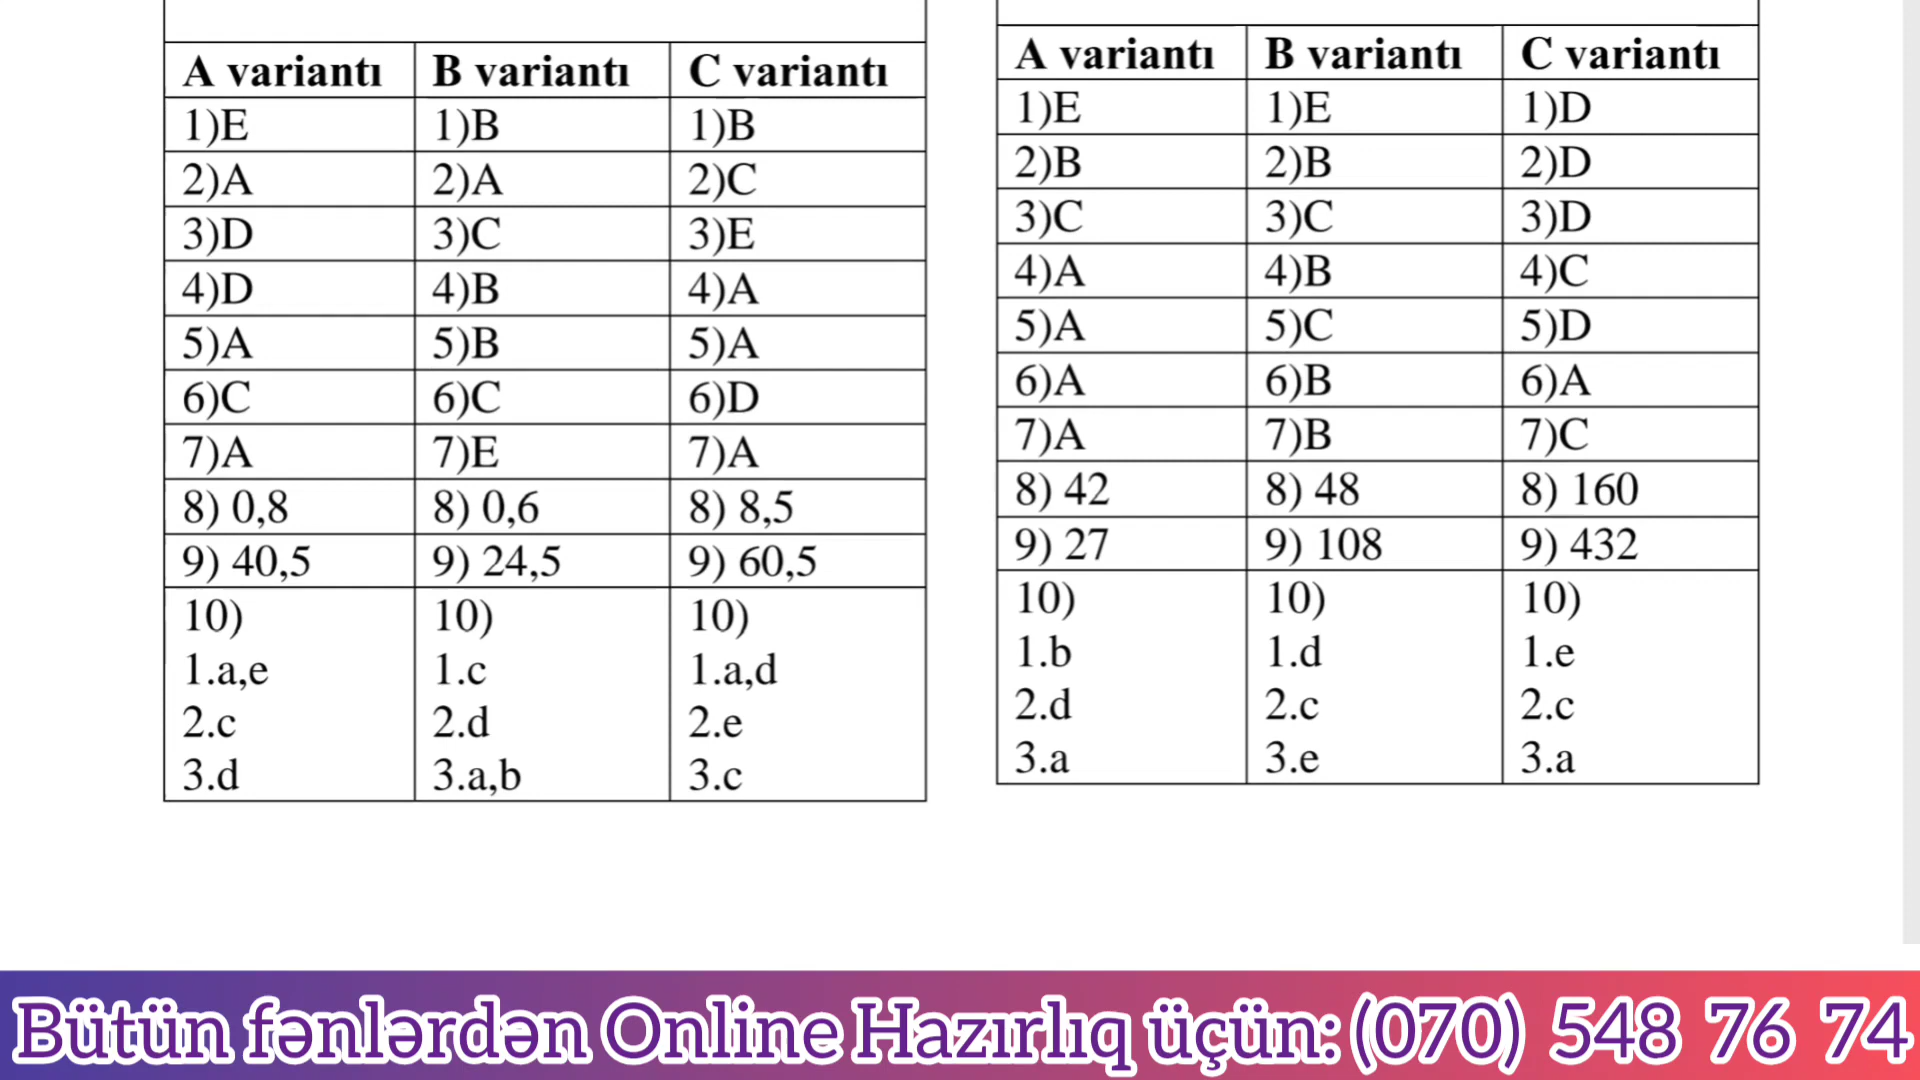 A variantı B variantı C variantı
1)E 1)B 1)B
2)A 2)A 2)C
3)D 3)C 3)E
4)D 4)B 4)A
5)A 5)B 5)A
6)C 6)C 6)D
7)A 7)E 7)A
8) 0,8 8) 0,6 8) 8,5
9) 40,5 9) 24,5 9) 60,5
10) 10) 10)
1.a,e 1.c 1.a,d
2.c 2.d 2.e
3.d 3.a,b 3.c
A variantı B variantı C variantı
1)E 1)E 1)D
2)B 2)B 2)D
3)C 3)C 3)D
4)A 4)B 4)C
5)A 5)C 5)D
6)A 6)B 6)A
7)A 7)B 7)C
8) 42 8) 48 8) 160
9) 27 9) 108 9) 432
10) 10) 10)
1.b 1.d 1.e
2.d 2.c 2.c
3.a 3.e 3.a
Bütün fənlərdən Online Hazırlıq üçün: (070) 548 76 74